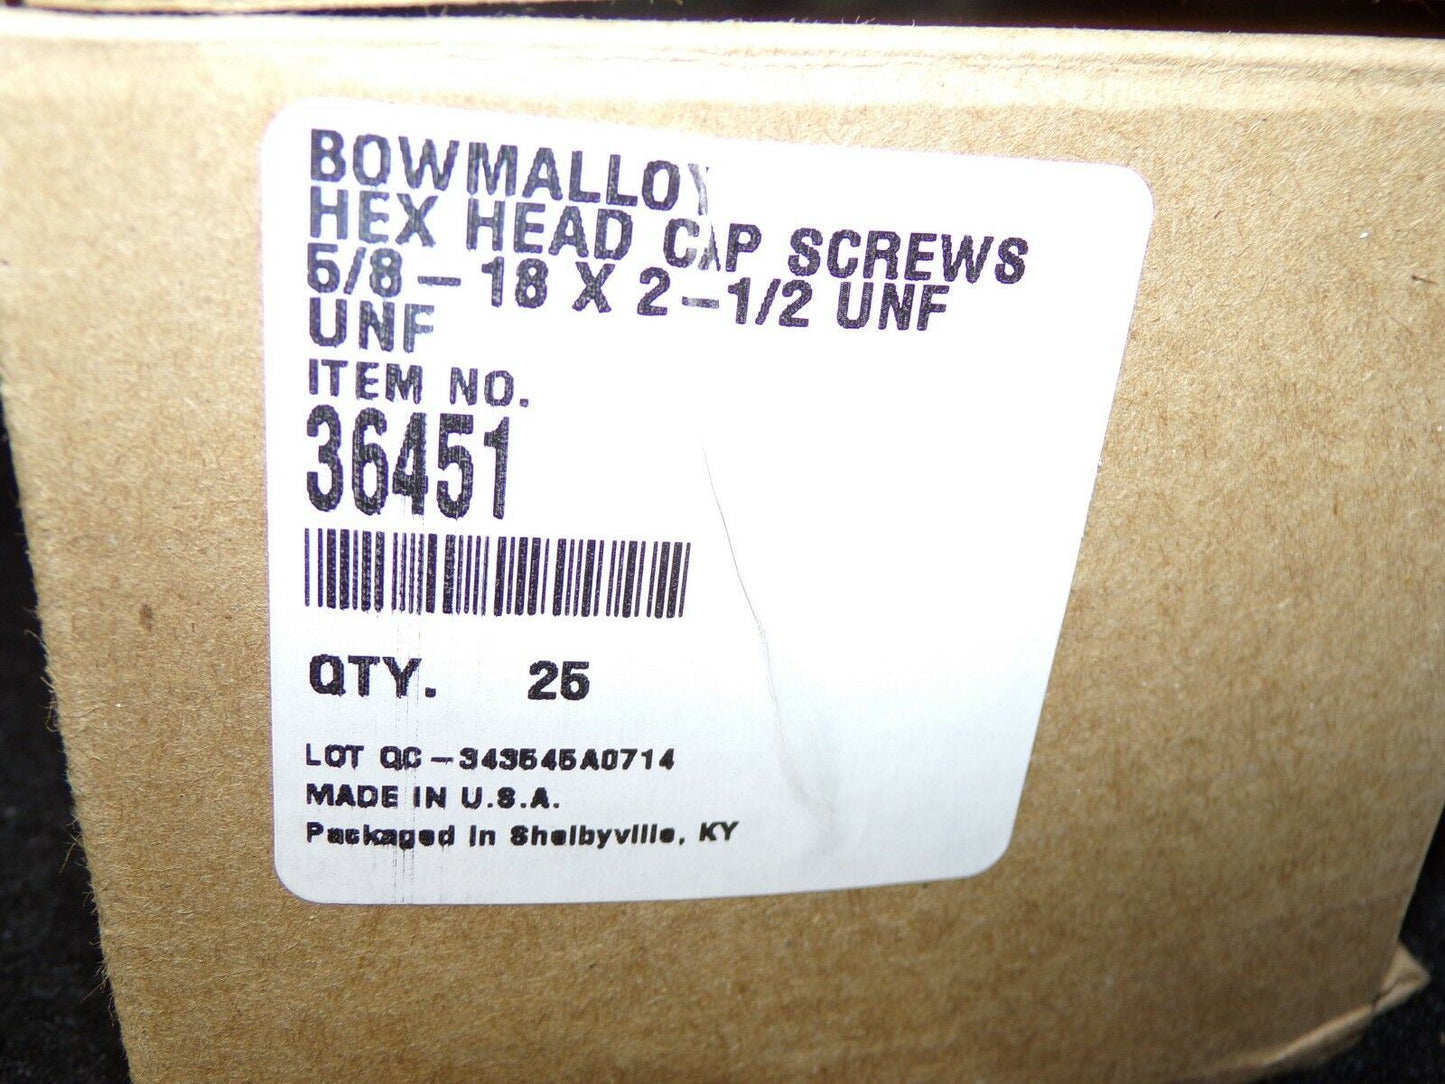 BOWMALLOY
HEX HEAD CAP SCREWS
5/8-18 X 2-1/2 UNF
UNF
ITEM NO.
36451
QTY. 25
LOT QC-343545A0714
MADE IN U.S.A.
Packaged in Shelbyville, KY